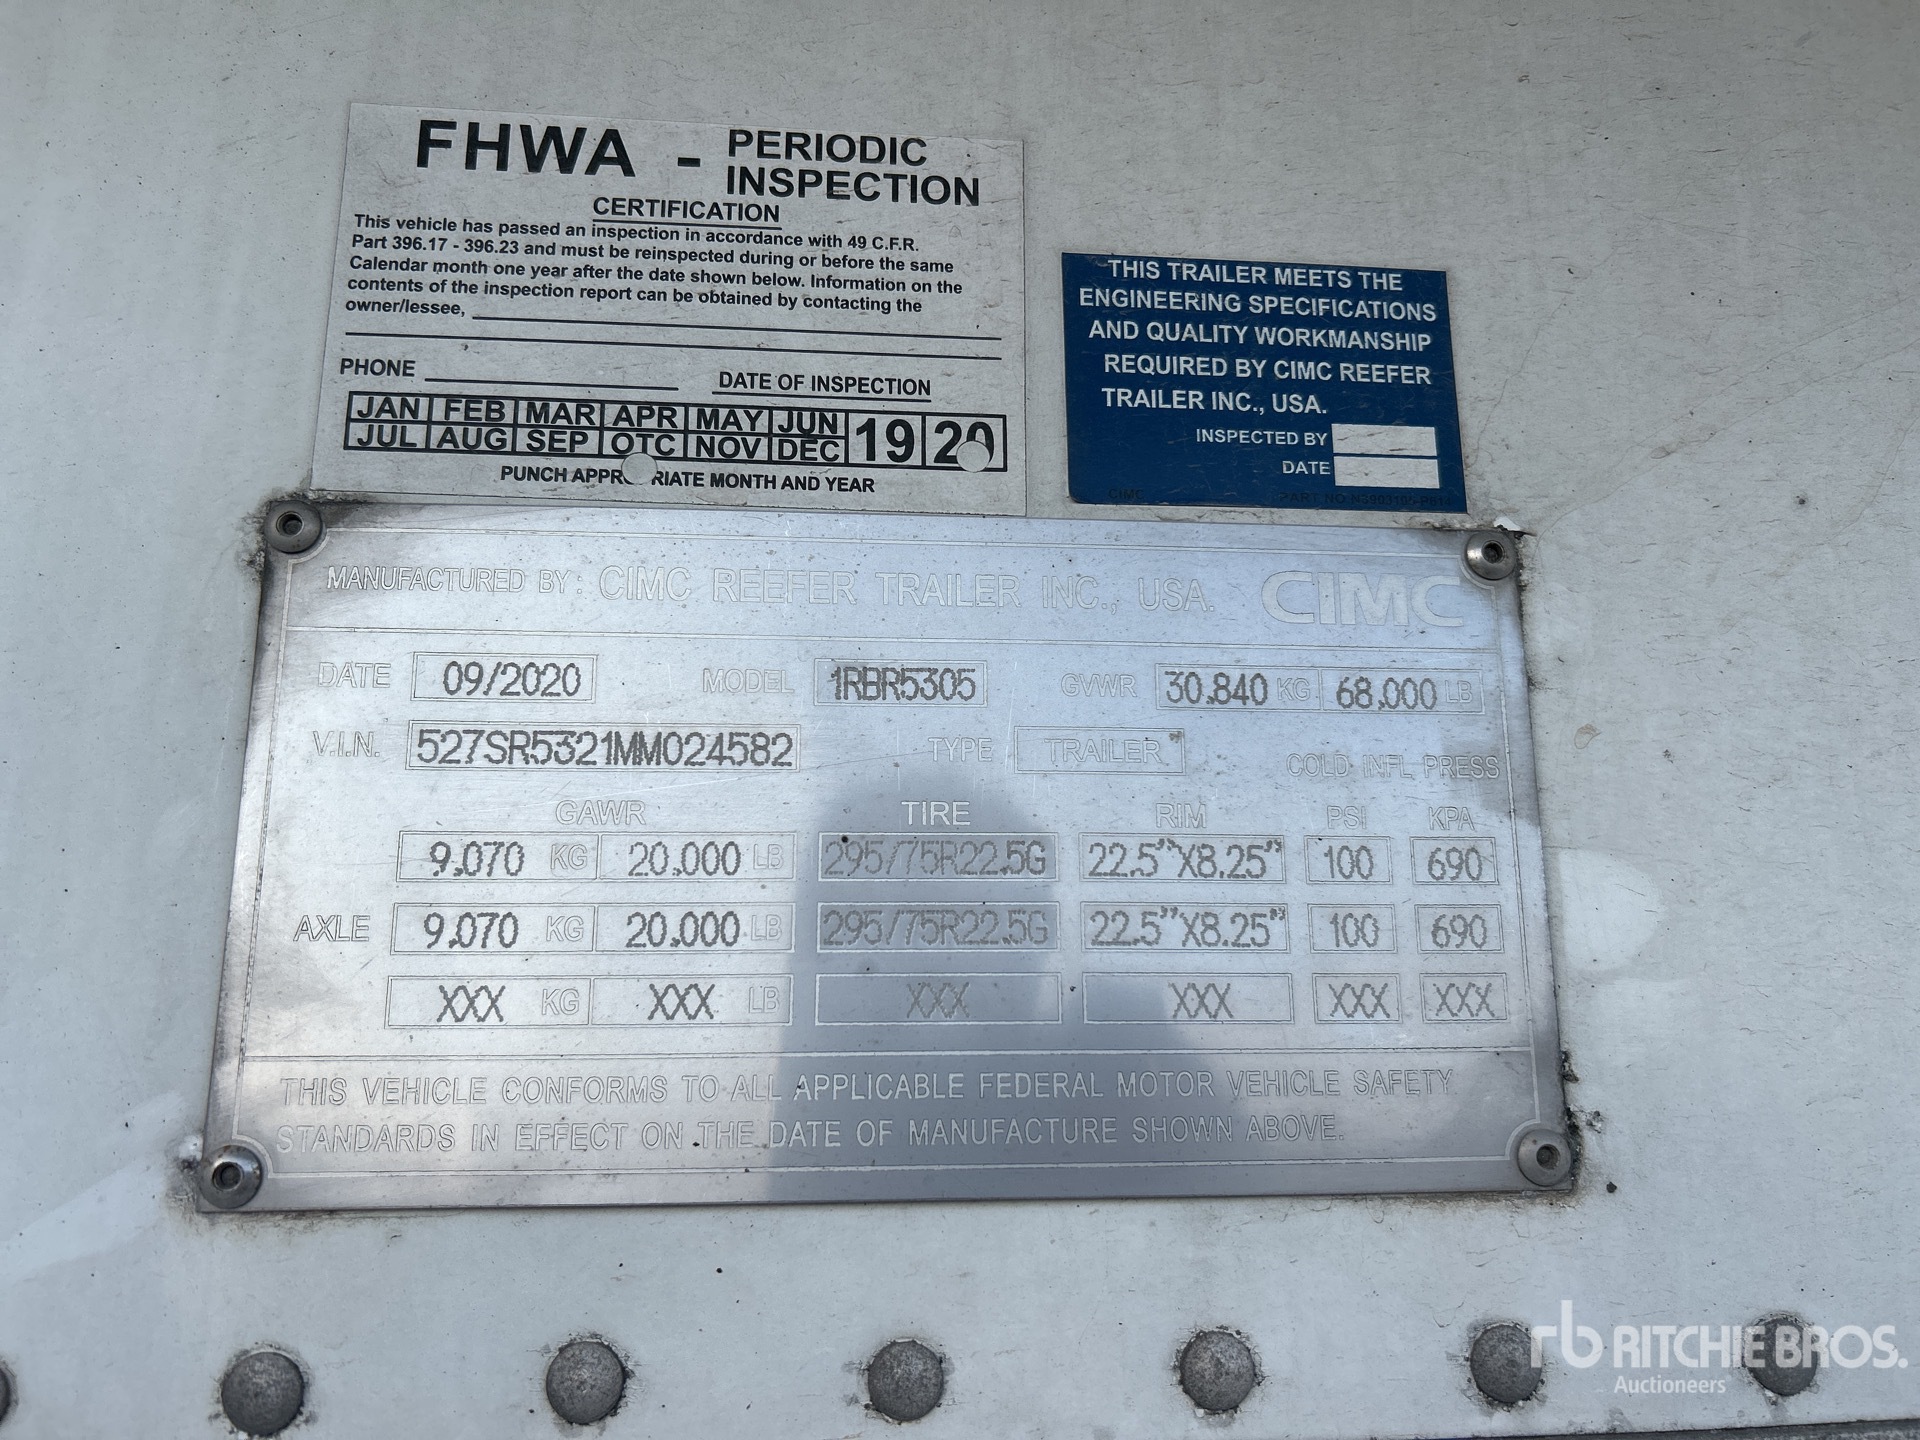 FHWA - PERIODIC INSPECTION
CERTIFICATION
This vehicle has passed an inspection in accordance with 49 C.F.R.
Part 396.17 - 396.23 and must be reinspected during or before the same
Calendar month one year after the date shown below. Information on the
contents of the inspection report can be obtained by contacting the
owner/lessee,
PHONE DATE OF INSPECTION
JAN FEB MAR APR MAY JUN 19 20
JUL AUG SEP OTC NOV DEC
PUNCH APPR RIATE MONTH AND YEAR
THIS TRAILER MEETS THE
ENGINEERING SPECIFICATIONS
AND QUALITY WORKMANSHIP
REQUIRED BY CIMC REEFER
TRAILER INC., USA.
INSPECTED BY
DATE
CIMC PART NO
MANUFACTURED BY: CIMC REEFER TRAILER INC., USA. CIMC
DATE 09/2020 MODEL 1RBR5305 GVWR 30,840 KG 68,000 LB
V.I.N. 527SR5321MM024582 TYPE TRAILER COLD INFL PRESS
GAWR TIRE RIM PSI KPA
9,070 KG 20,000 LB 295/75R22.5G 22.5"X8.25" 100 690
AXLE 9,070 KG 20,000 LB 295/75R22.5G 22.5"X8.25" 100 690
XXX KG XXX LB XXX XXX XXX XXX
THIS VEHICLE CONFORMS TO ALL APPLICABLE FEDERAL MOTOR VEHICLE SAFETY
STANDARDS IN EFFECT ON THE DATE OF MANUFACTURE SHOWN ABOVE.
rb RITCHIE BROS.
Auctioneers